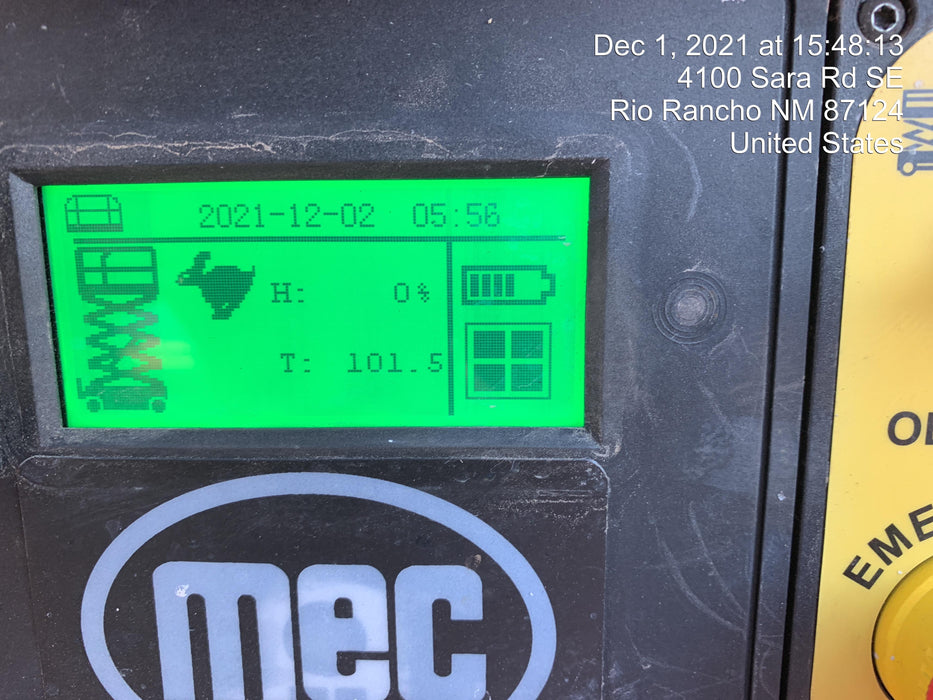 Dec 1, 2021 at 15:48:13
4100 Sara Rd SE
Rio Rancho NM 87124
United States
2021-12-02 05:56
H: 0%
T: 101.5
mec